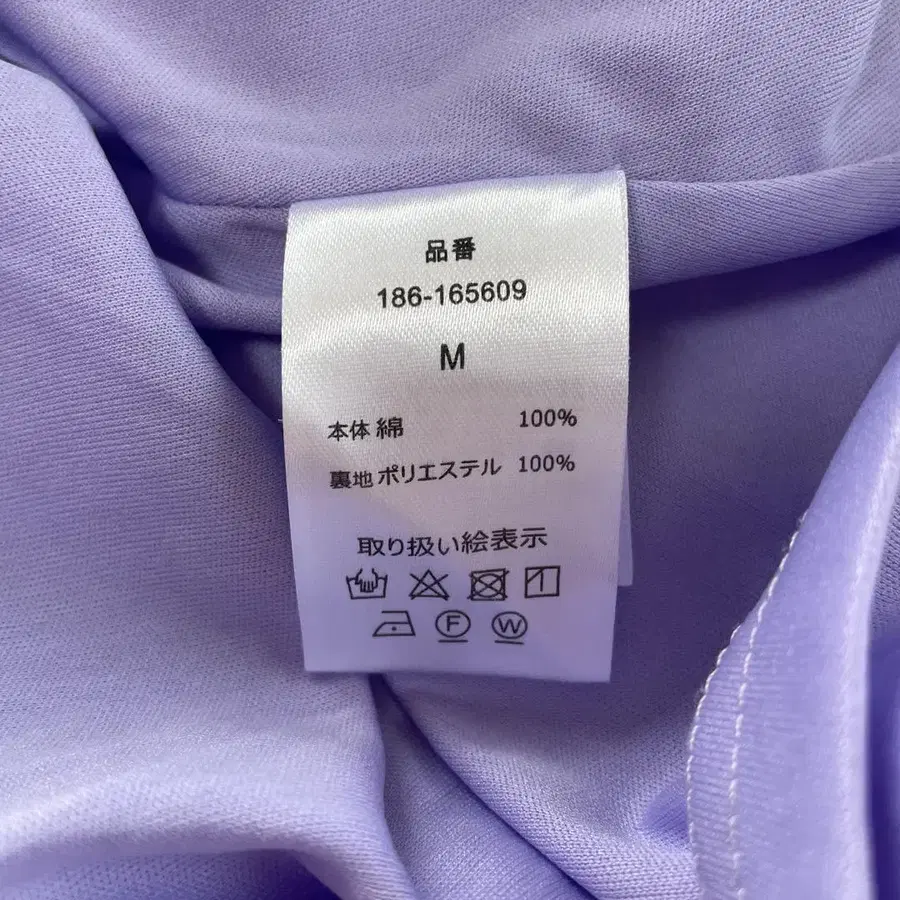 品番
186-165609
M
本体 綿 100%
裏地 ポリエステル 100%
取り扱い絵表示
F W